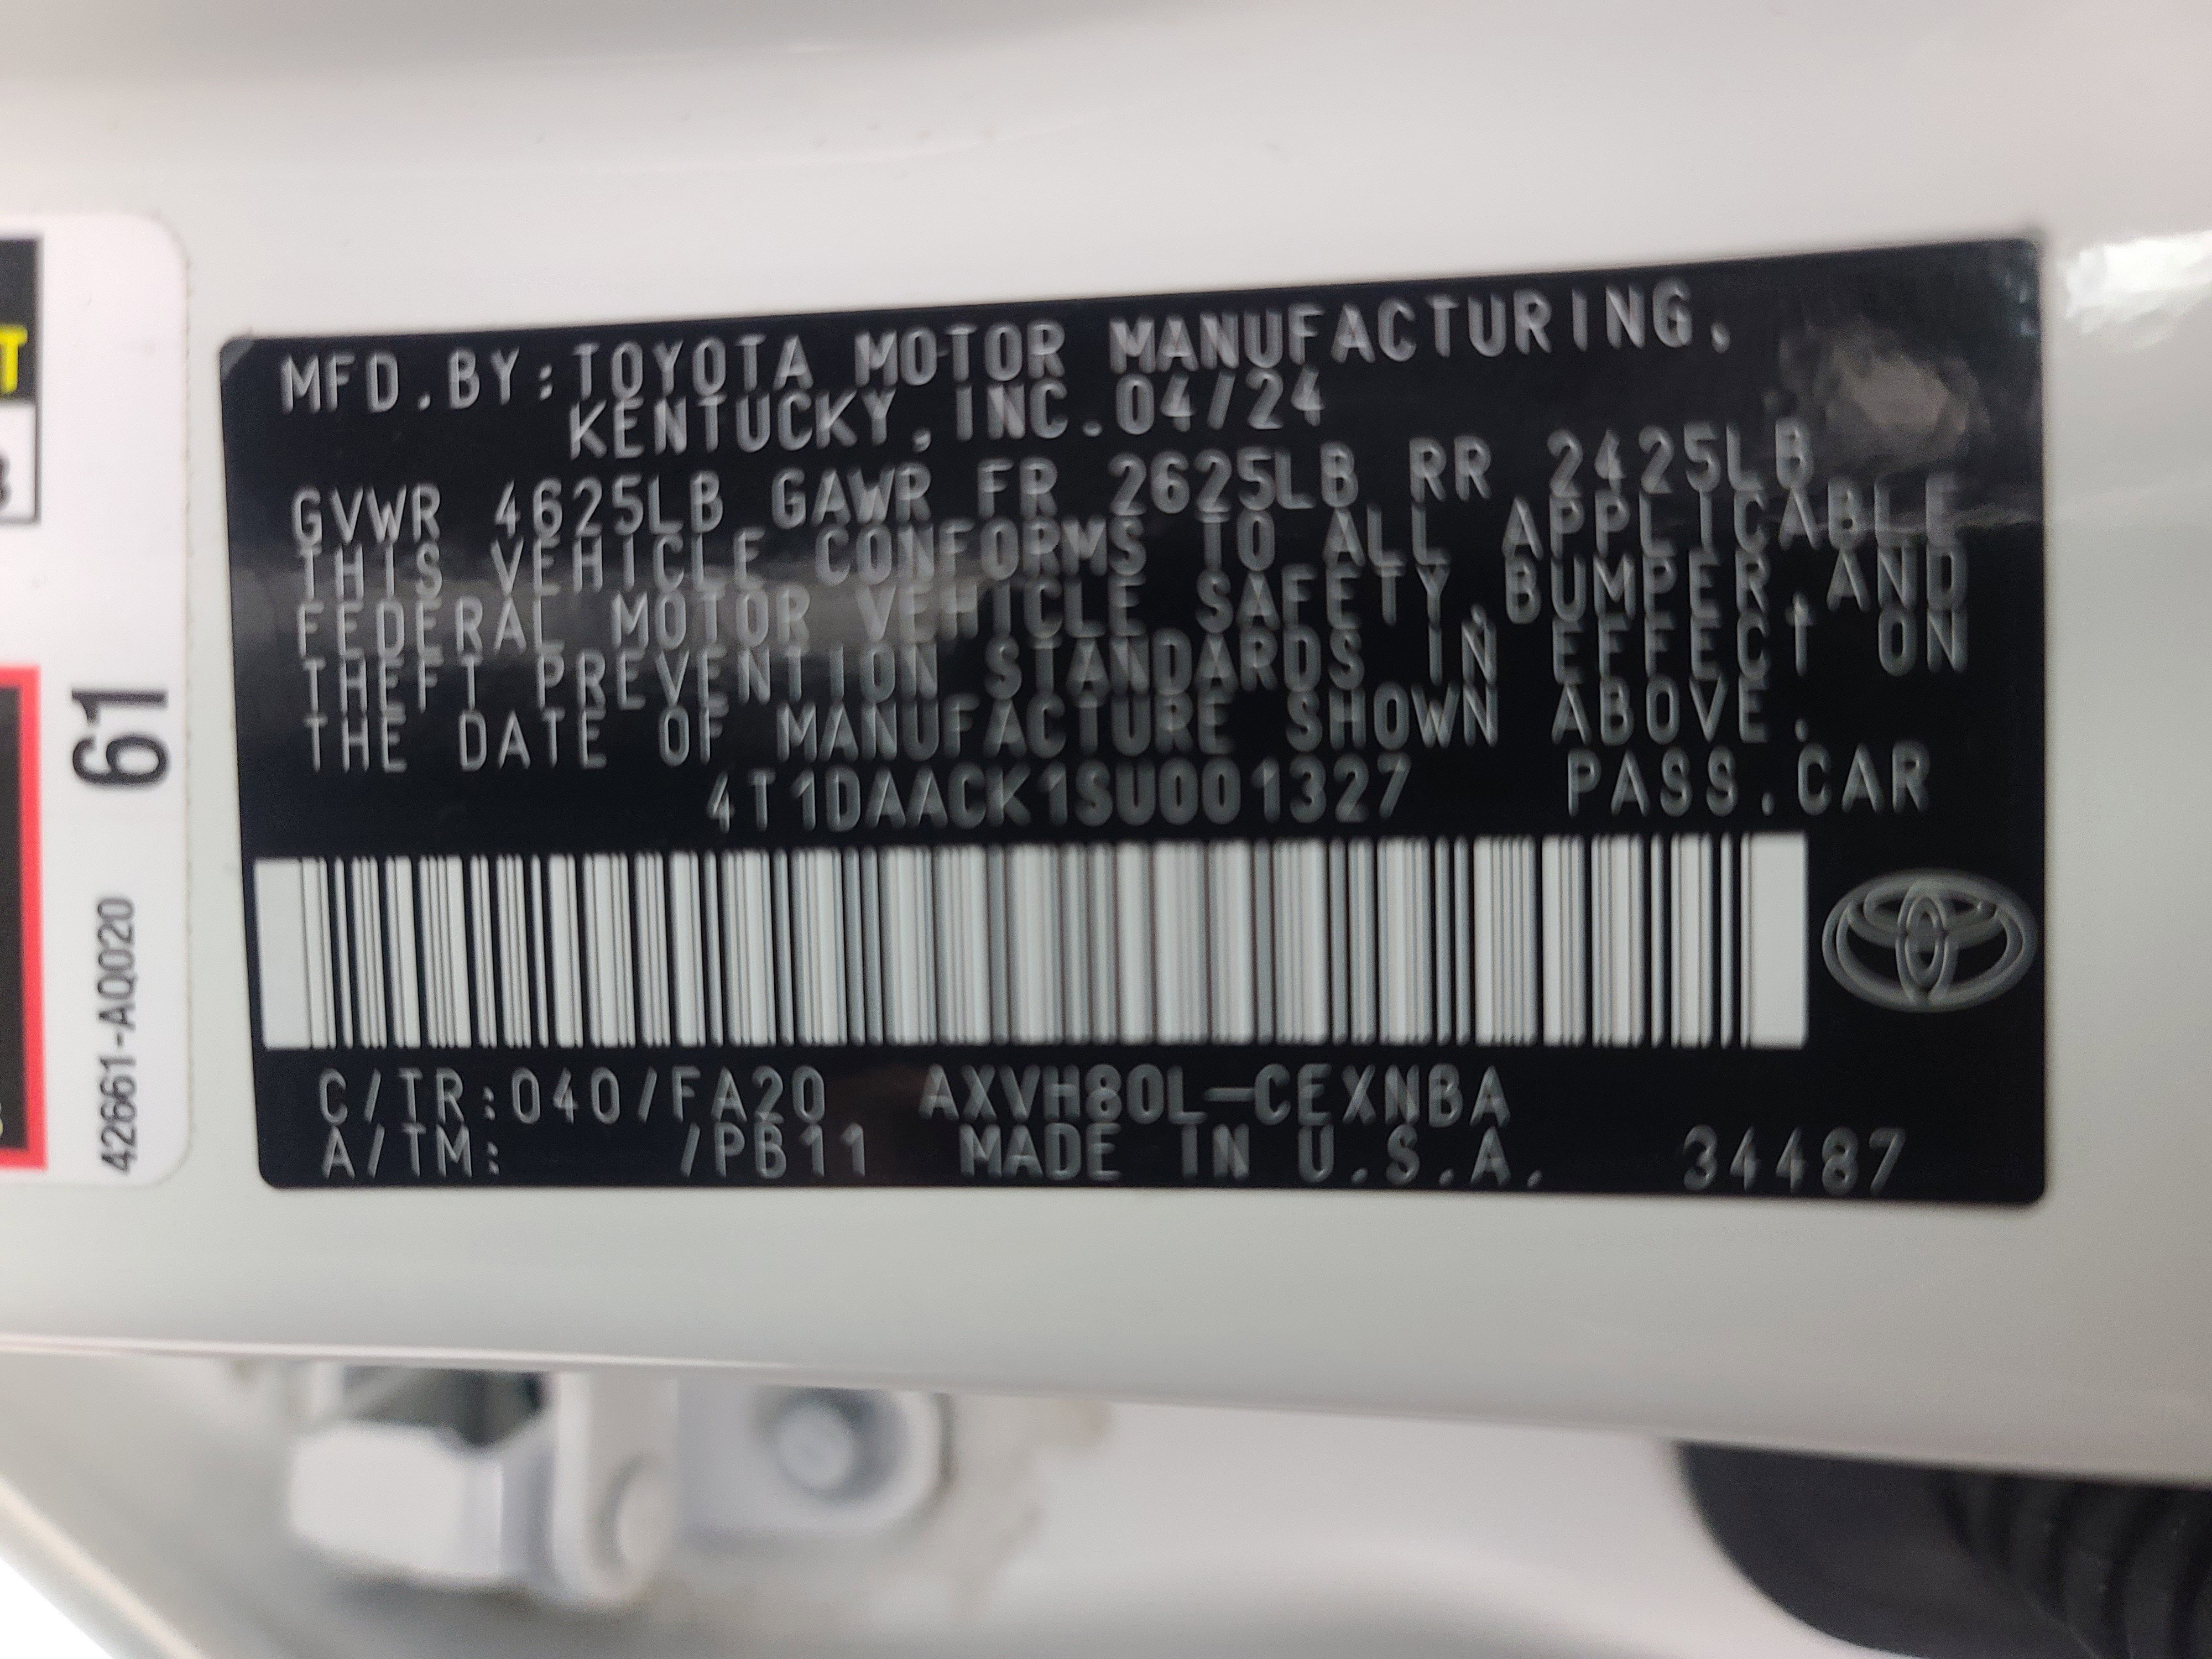 T
3
61
42661-AQ020
MFD.BY:TOYOTA MOTOR MANUFACTURING,
KENTUCKY,INC.04/24
GVWR 4625LB GAWR FR 2625LB RR 2425LB
THIS VEHICLE CONFORMS TO ALL APPLICABLE
FEDERAL MOTOR VEHICLE SAFETY,BUMPER,AND
THEFT PREVENTION STANDARDS IN EFFECT ON
THE DATE OF MANUFACTURE SHOWN ABOVE.
4T1DAACK1SU001327 PASS.CAR
C/TR:040/FA20 AXVH80L-CEXNBA
A/TM: /PB11 MADE IN U.S.A. 34487